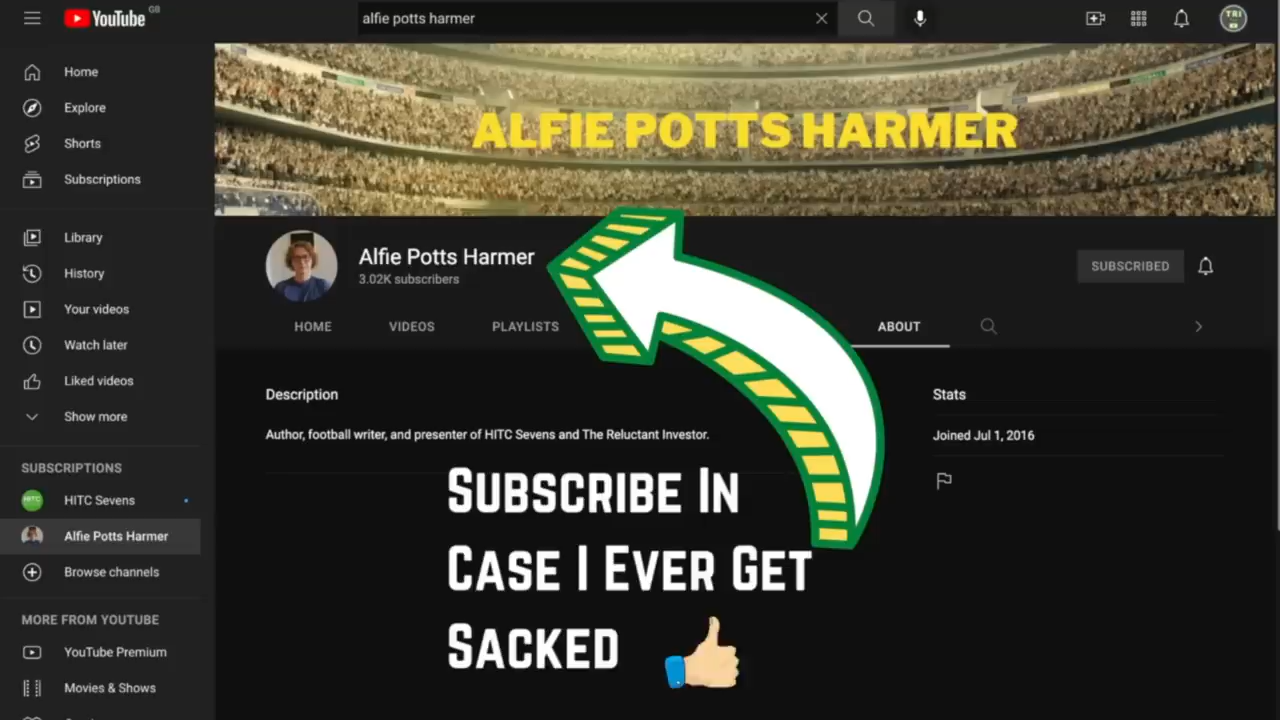 YouTube GB
alfie potts harmer
TRI
Home
Explore
Shorts
Subscriptions
Library
History
Your videos
Watch later
Liked videos
Show more
SUBSCRIPTIONS
HITC
HITC Sevens
Alfie Potts Harmer
Browse channels
MORE FROM YOUTUBE
YouTube Premium
Movies & Shows
ALFIE POTTS HARMER
Alfie Potts Harmer
3.02K subscribers
SUBSCRIBED
HOME
VIDEOS
PLAYLISTS
ABOUT
Description
Author, football writer, and presenter of HITC Sevens and The Reluctant Investor.
Stats
Joined Jul 1, 2016
SUBSCRIBE IN
CASE I EVER GET
SACKED